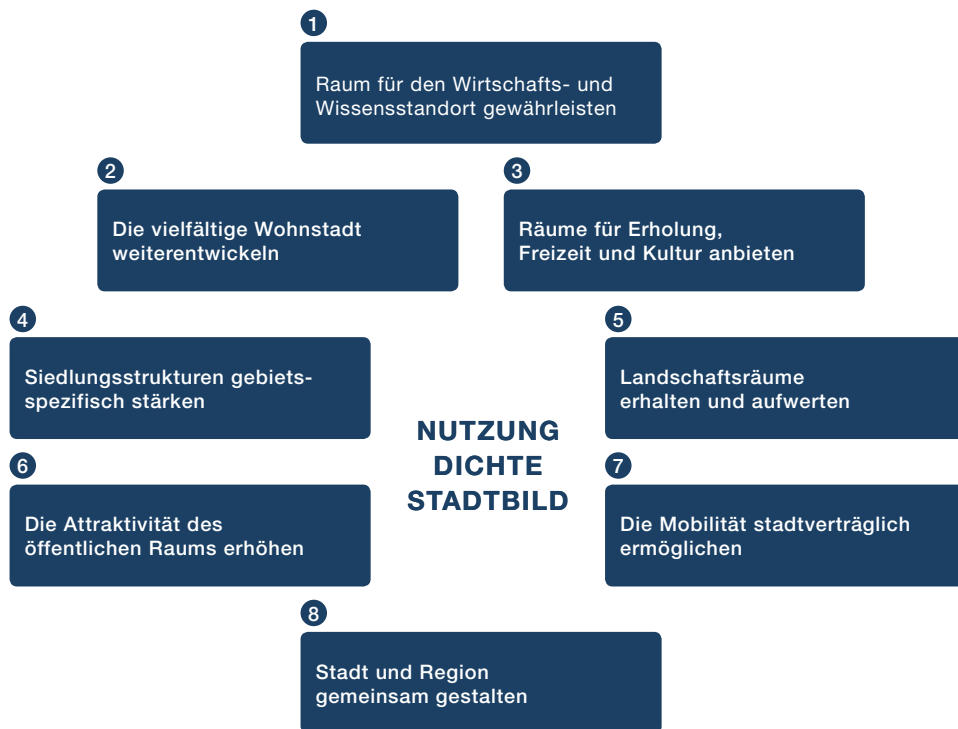 1
Raum für den Wirtschafts- und
Wissensstandort gewährleisten
2
Die vielfältige Wohnstadt
weiterentwickeln
3
Räume für Erholung,
Freizeit und Kultur anbieten
4
Siedlungsstrukturen gebiets-
spezifisch stärken
5
Landschaftsräume
erhalten und aufwerten
NUTZUNG
DICHTE
STADTBILD
6
Die Attraktivität des
öffentlichen Raums erhöhen
7
Die Mobilität stadtverträglich
ermöglichen
8
Stadt und Region
gemeinsam gestalten